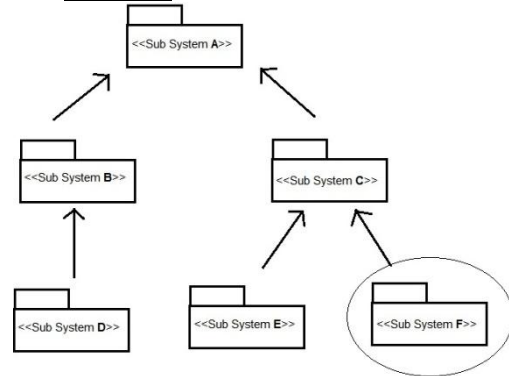 <<Sub System A>>
<<Sub System B>>
<<Sub System C>>
<<Sub System D>>
<<Sub System E>>
<<Sub System F>>